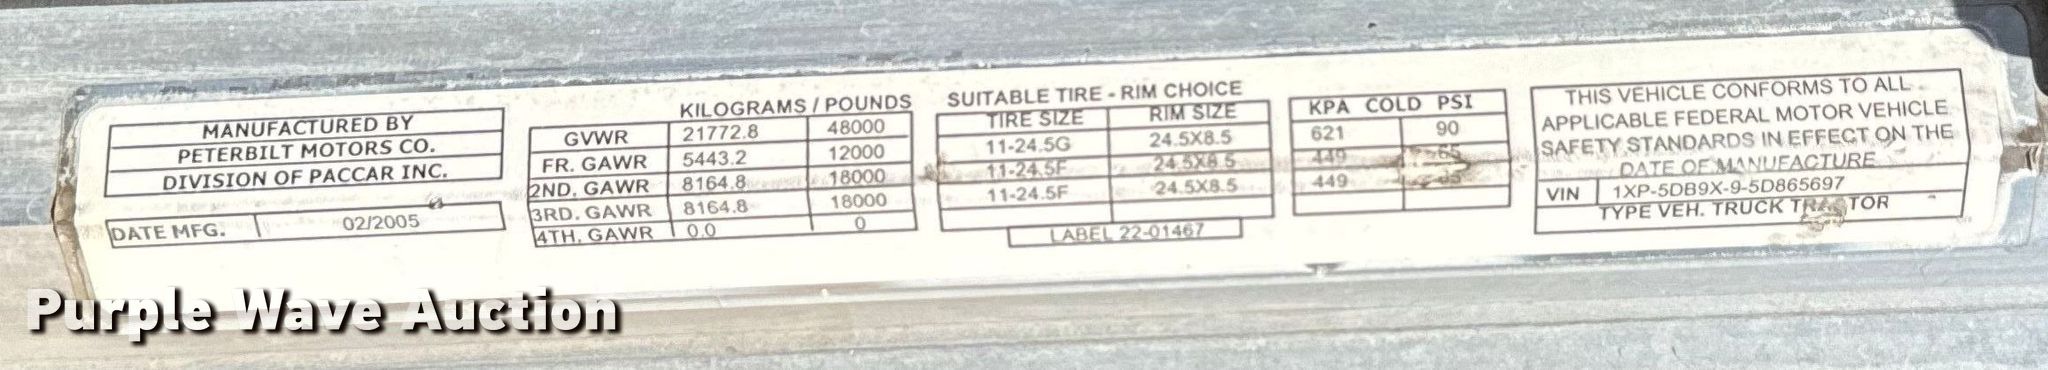 MANUFACTURED BY
PETERBILT MOTORS CO.
DIVISION OF PACCAR INC.
DATE MFG. 02/2005
KILOGRAMS / POUNDS
GVWR 21772.8 48000
FR. GAWR 5443.2 12000
2ND. GAWR 8164.8 18000
3RD. GAWR 8164.8 18000
4TH. GAWR 0.0 0
SUITABLE TIRE - RIM CHOICE
TIRE SIZE RIM SIZE
11-24.5G 24.5X8.5
11-24.5F 24.5X8.5
11-24.5F 24.5X8.5
LABEL 22-01467
KPA COLD PSI
621 90
449 65
449
THIS VEHICLE CONFORMS TO ALL
APPLICABLE FEDERAL MOTOR VEHICLE
SAFETY STANDARDS IN EFFECT ON THE
DATE OF MANUFACTURE
VIN 1XP-5DB9X-9-5D865697
TYPE VEH. TRUCK TRACTOR
Purple Wave Auction